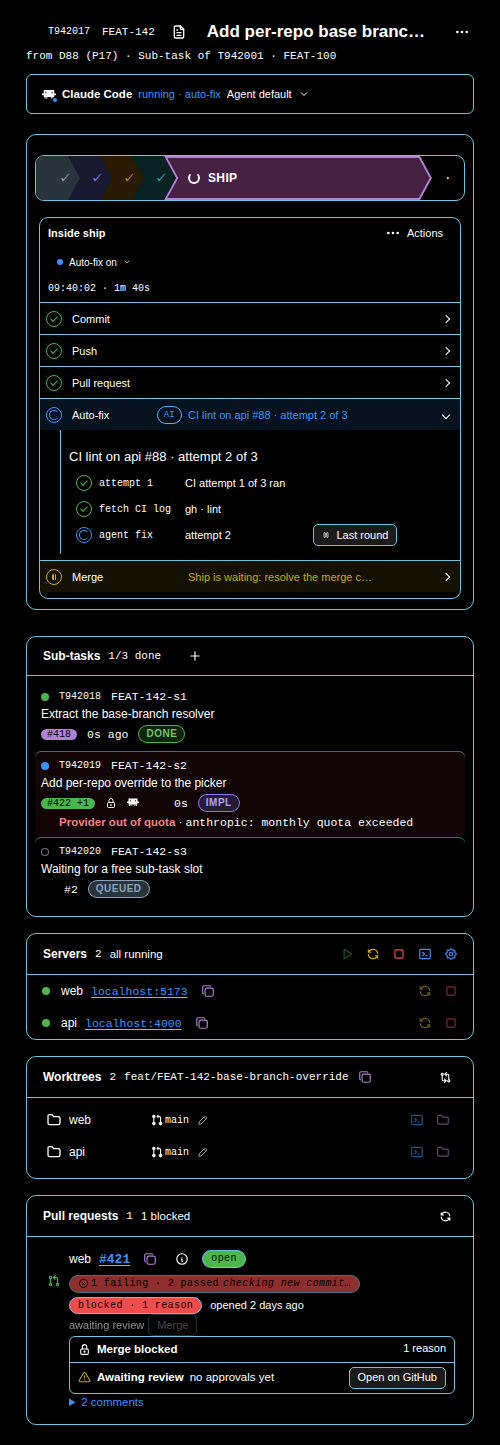 T942017 FEAT-142 Add per-repo base branc…
from D88 (P17) · Sub-task of T942001 · FEAT-100
Claude Code running · auto-fix Agent default
SHIP
Inside ship Actions
Auto-fix on
09:40:02 · 1m 40s
Commit
Push
Pull request
Auto-fix AI CI lint on api #88 · attempt 2 of 3
CI lint on api #88 · attempt 2 of 3
attempt 1 CI attempt 1 of 3 ran
fetch CI log gh · lint
agent fix attempt 2 Last round
Merge Ship is waiting: resolve the merge c…
Sub-tasks 1/3 done
T942018 FEAT-142-s1
Extract the base-branch resolver
#418 0s ago DONE
T942019 FEAT-142-s2
Add per-repo override to the picker
#422 +1 0s IMPL
Provider out of quota · anthropic: monthly quota exceeded
T942020 FEAT-142-s3
Waiting for a free sub-task slot
#2 QUEUED
Servers 2 all running
web localhost:5173
api localhost:4000
Worktrees 2 feat/FEAT-142-base-branch-override
web main
api main
Pull requests 1 1 blocked
web #421 open
1 failing · 2 passed checking new commit…
blocked · 1 reason opened 2 days ago
awaiting review Merge
Merge blocked 1 reason
Awaiting review no approvals yet Open on GitHub
2 comments